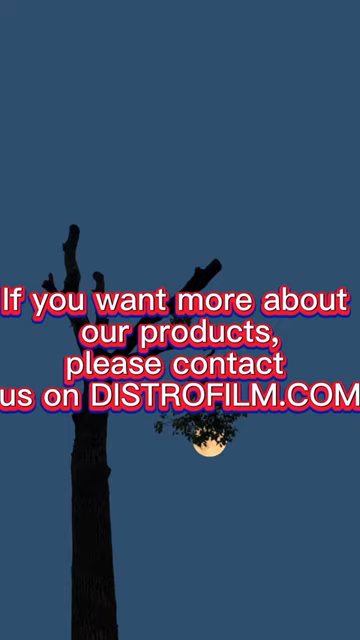 If you want more about
our products,
please contact
us on DISTROFILM.COM